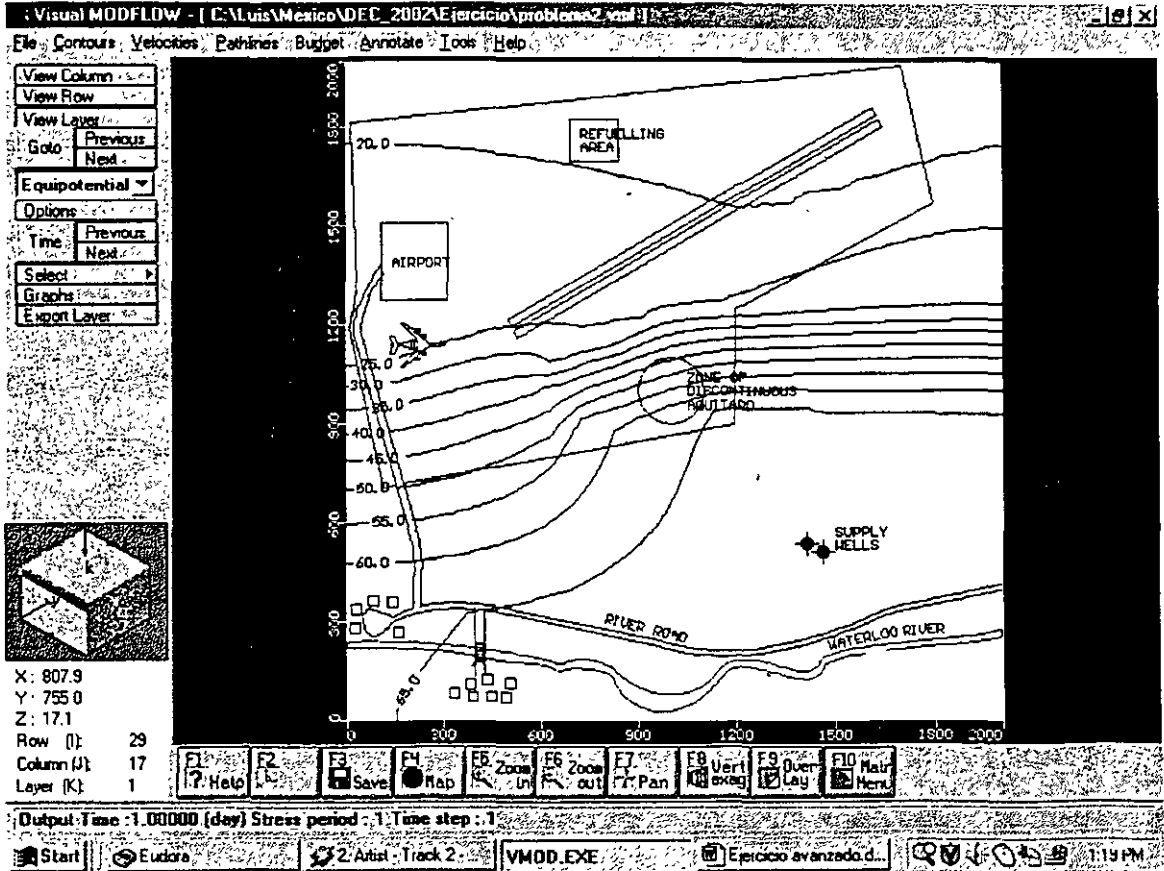 Visual MODFLOW - [ C:\Luis\Mexico\DEC_2002\Ejercicio\problema2.vmf ]
File Contours Velocities Pathlines Budget Annotate Tools Help
View Column
View Row
View Layer
Goto
Previous
Next
Equipotential
Options
Time
Previous
Next
Select
Graphs
Export Layer
2000
1800
1500
1200
900
600
300
0
REFUELLING
AREA
20.0
AIRPORT
25.0
30.0
35.0
40.0
45.0
50.0
55.0
60.0
65.0
ZONE OF
DISCONTINUOUS
AQUITARD
SUPPLY
WELLS
RIVER ROAD
WATERLOO RIVER
0 300 600 900 1200 1500 1800 2000
X: 807.9
Y: 755.0
Z: 17.1
Row (I): 29
Column (J): 17
Layer (K): 1
F1 ? Help
F2
F3 Save
F4 Map
F5 Zoom In
F6 Zoom out
F7 Pan
F8 Vert exag
F9 Over Lay
F10 Main Menu
Output Time :1.00000 (day) Stress period : 1 Time step : 1
Start
Eudora
2. Artist - Track 2
VMOD.EXE
Ejercicio avanzado.d...
1:19 PM